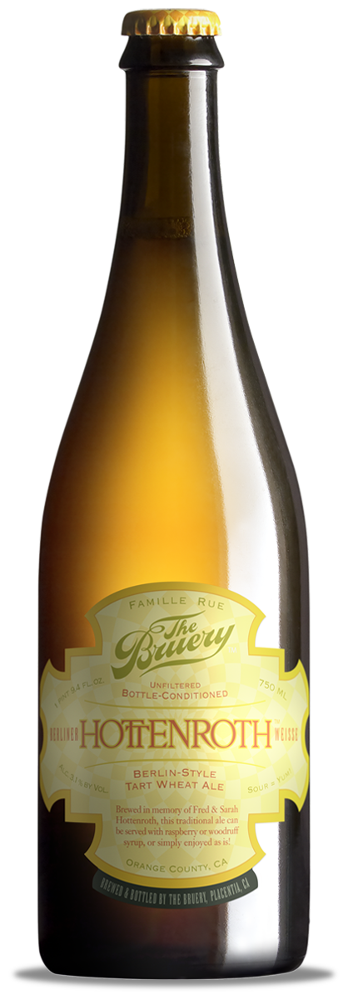 FAMILLE RUE
The
Bruery
UNFILTERED
BOTTLE-CONDITIONED
1 PINT 9.4 FL. OZ.
750 ML
BERLINER HOTTENROTH WEISSE
ALC. 3.1% BY VOL.
SOUR = YUM!
BERLIN-STYLE
TART WHEAT ALE
Brewed in memory of Fred & Sarah
Hottenroth, this traditional ale can
be served with raspberry or woodruff
syrup, or simply enjoyed as is!
ORANGE COUNTY, CA
BREWED & BOTTLED BY THE BRUERY, PLACENTIA, CA